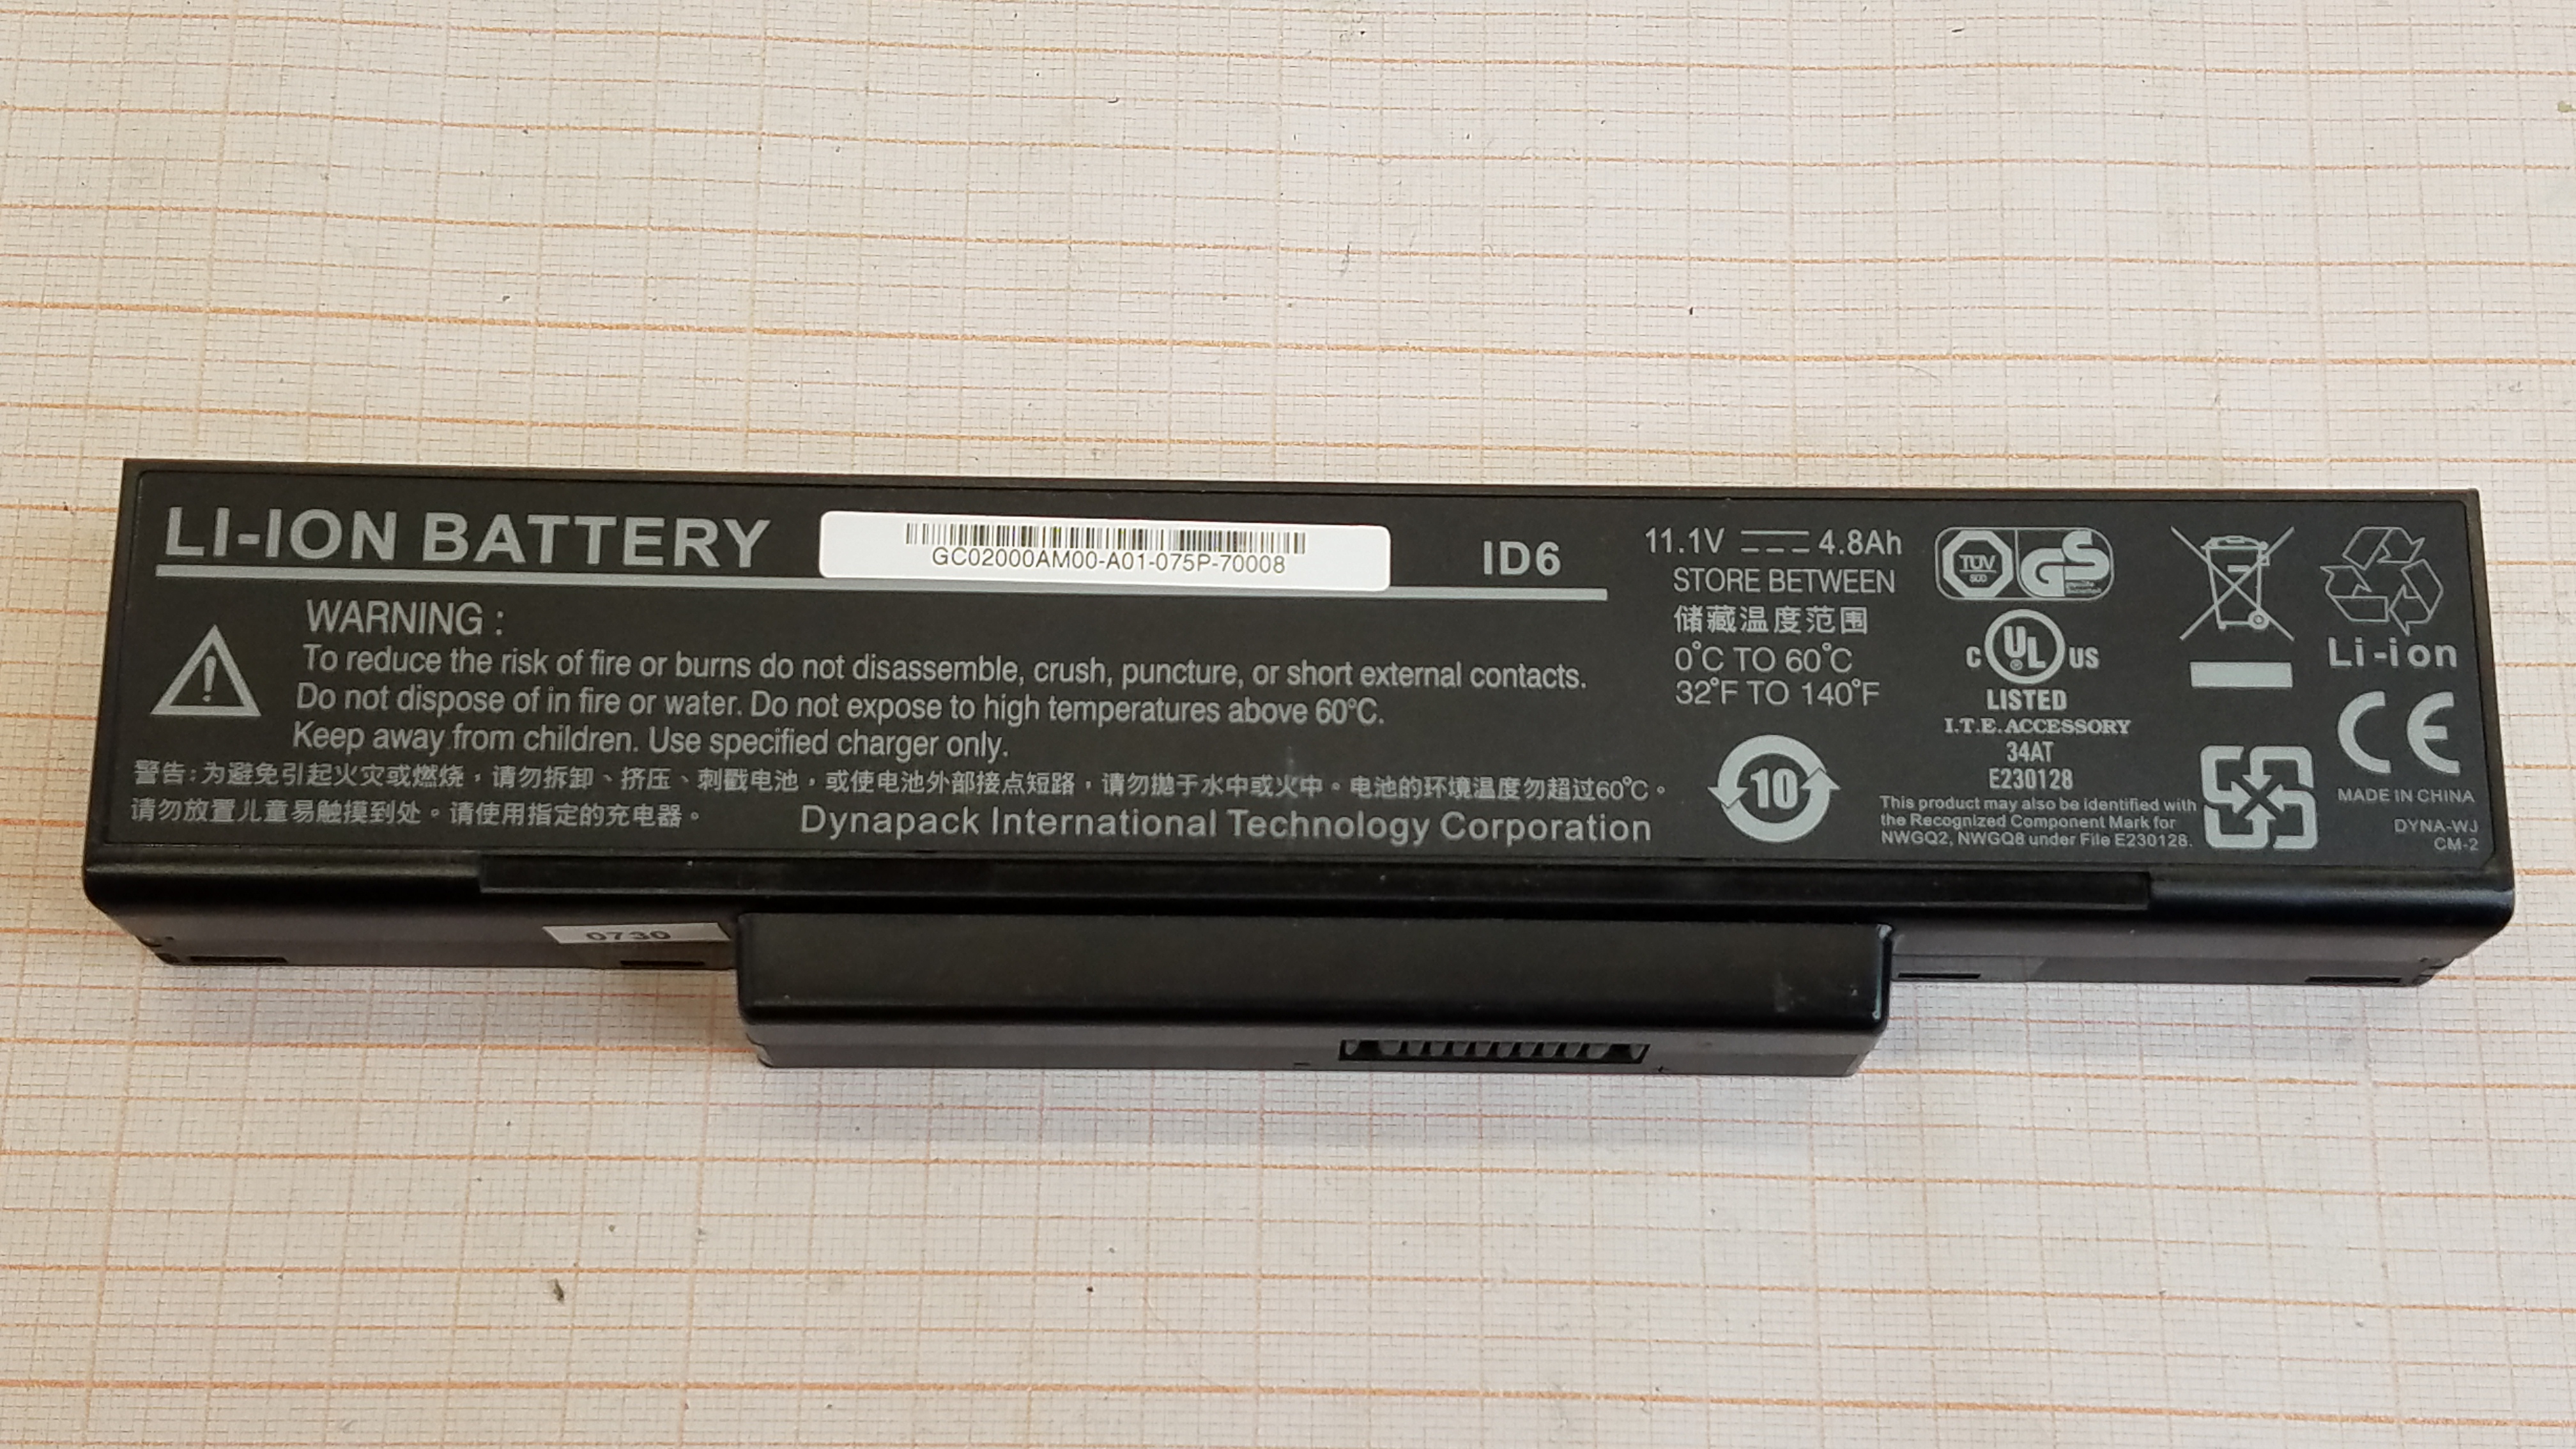 LI-ION BATTERY
GC02000AM00-A01-075P-70008
ID6
WARNING :
To reduce the risk of fire or burns do not disassemble, crush, puncture, or short external contacts.
Do not dispose of in fire or water. Do not expose to high temperatures above 60°C.
Keep away from children. Use specified charger only.
警告:为避免引起火灾或燃烧，请勿拆卸、挤压、刺戳电池，或使电池外部接点短路，请勿抛于水中或火中。电池的环境温度勿超过60°C。
请勿放置儿童易触摸到处。请使用指定的充电器。
Dynapack International Technology Corporation
11.1V ⎓ 4.8Ah
STORE BETWEEN
储藏温度范围
0°C TO 60°C
32°F TO 140°F
10
TUV
GS
C UL US
LISTED
I.T.E. ACCESSORY
34AT
E230128
This product may also be identified with
the Recognized Component Mark for
NWGQ2, NWGQ8 under File E230128.
Li-ion
CE
MADE IN CHINA
DYNA-WJ
CM-2
0730
- +